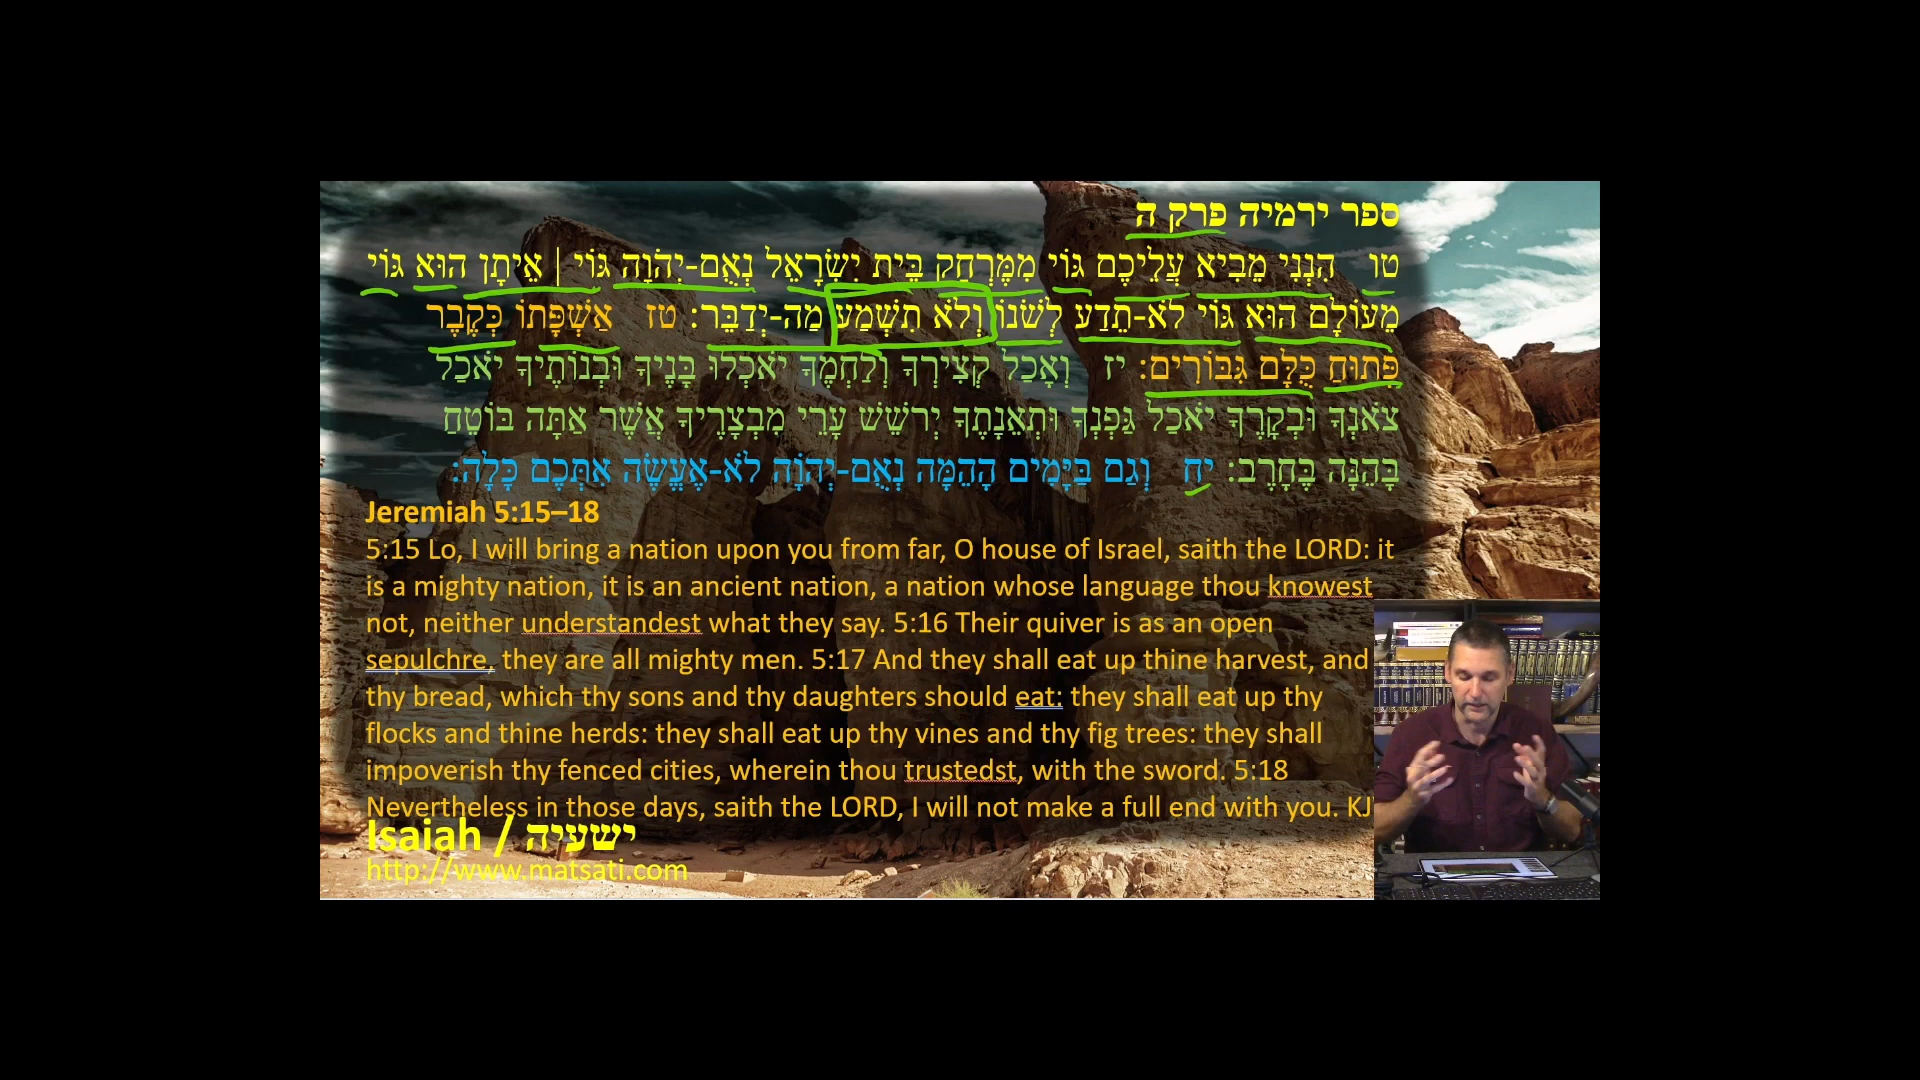 ספר ירמיה פרק ה
טו הִנְנִי מֵבִיא עֲלֵיכֶם גּוֹי מִמֶּרְחַק בֵּית יִשְׂרָאֵל נְאֻם-יְהֹוָה גּוֹי | אֵיתָן הוּא גּוֹי
מֵעוֹלָם הוּא גּוֹי לֹא-תֵדַע לְשֹׁנוֹ וְלֹא תִשְׁמַע מַה-יְדַבֵּר: טז אַשְׁפָּתוֹ כְּקֶבֶר
פָּתוּחַ כֻּלָּם גִּבּוֹרִים: יז וְאָכַל קְצִירְךָ וְלַחְמֶךָ יֹאכְלוּ בָּנֶיךָ וּבְנוֹתֶיךָ יֹאכַל
צֹאנְךָ וּבְקָרֶךָ יֹאכַל גַּפְנְךָ וּתְאֵנָתֶךָ יְרֹשֵׁשׁ עָרֵי מִבְצָרֶיךָ אֲשֶׁר אַתָּה בּוֹטֵחַ
בָּהֵנָּה בֶּחָרֶב: יח וְגַם בַּיָּמִים הָהֵמָּה נְאֻם-יְהֹוָה לֹא-אֶעֱשֶׂה אִתְּכֶם כָּלָה:
Jeremiah 5:15–18
5:15 Lo, I will bring a nation upon you from far, O house of Israel, saith the LORD: it
is a mighty nation, it is an ancient nation, a nation whose language thou knowest
not, neither understandest what they say. 5:16 Their quiver is as an open
sepulchre, they are all mighty men. 5:17 And they shall eat up thine harvest, and
thy bread, which thy sons and thy daughters should eat: they shall eat up thy
flocks and thine herds: they shall eat up thy vines and thy fig trees: they shall
impoverish thy fenced cities, wherein thou trustedst, with the sword. 5:18
Nevertheless in those days, saith the LORD, I will not make a full end with you. KJ
Isaiah / ישעיה
http://www.matsati.com